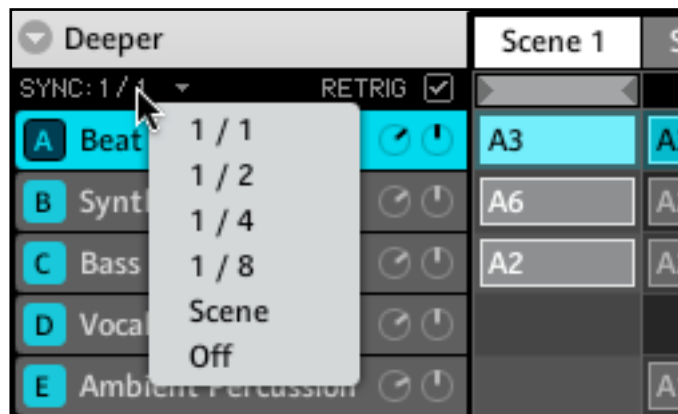 Deeper
Scene 1
SYNC: 1 / 1
RETRIG
A Beat
A3
B Synt
A6
C Bass
A2
D Vocal
E Ambient Percussion
1 / 1
1 / 2
1 / 4
1 / 8
Scene
Off